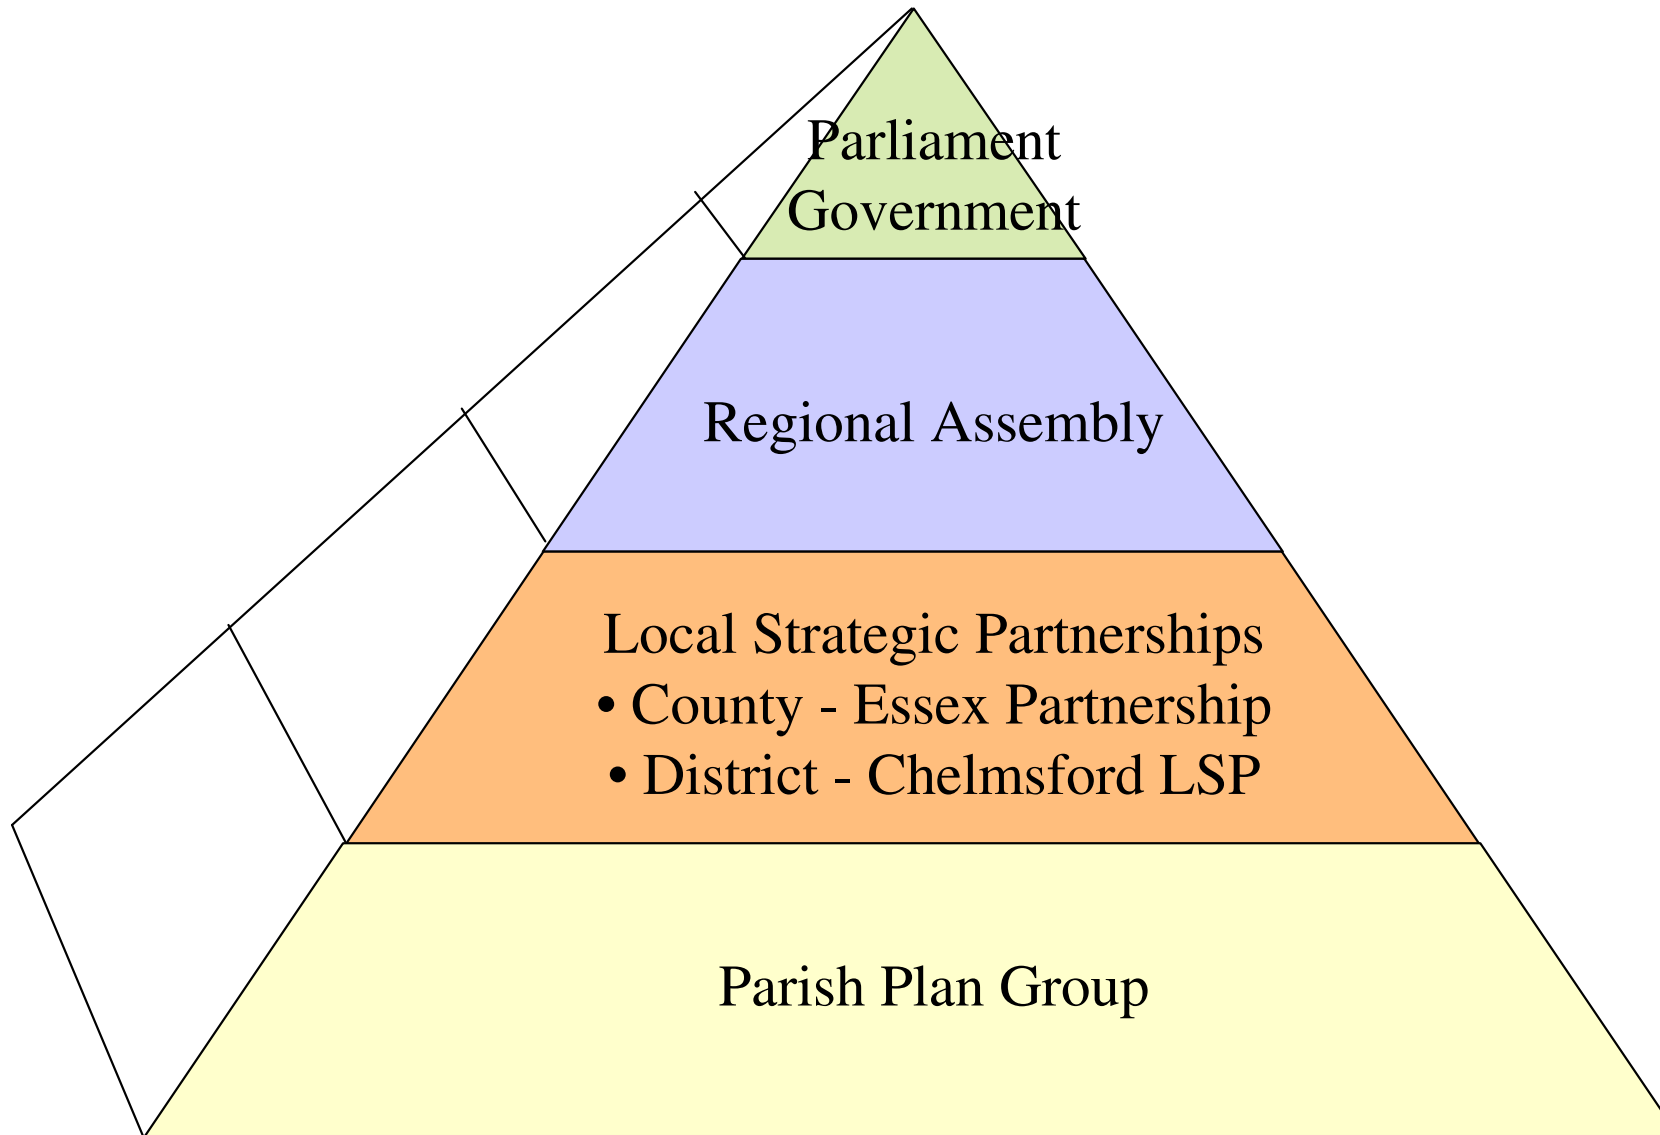 Parliament
Government
Regional Assembly
Local Strategic Partnerships
• County - Essex Partnership
• District - Chelmsford LSP
Parish Plan Group